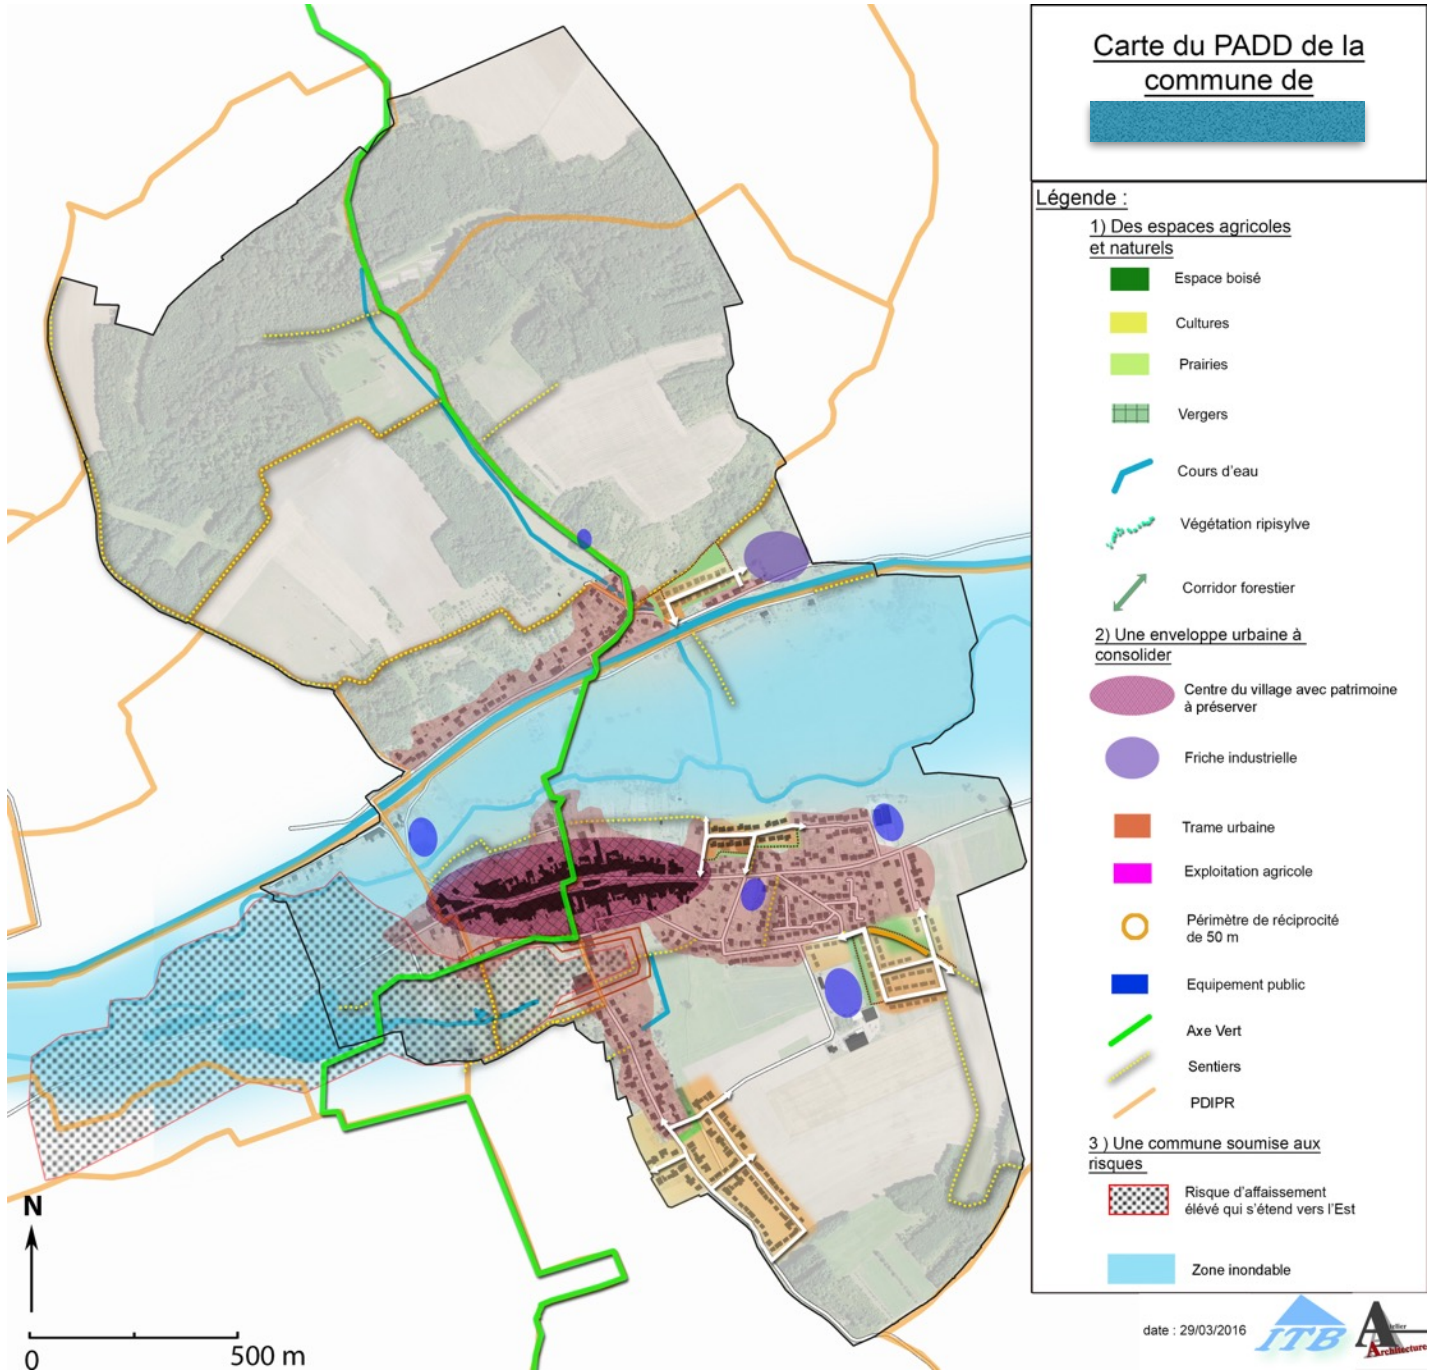 Carte du PADD de la
commune de
Légende :
1) Des espaces agricoles
et naturels
Espace boisé
Cultures
Prairies
Vergers
Cours d'eau
Végétation ripisylve
Corridor forestier
2) Une enveloppe urbaine à
consolider
Centre du village avec patrimoine
à préserver
Friche industrielle
Trame urbaine
Exploitation agricole
Périmètre de réciprocité
de 50 m
Equipement public
Axe Vert
Sentiers
PDIPR
3 ) Une commune soumise aux
risques
Risque d'affaissement
élévé qui s'étend vers l'Est
Zone inondable
N
0
500 m
date : 29/03/2016
ITB
Atelier
Architecture